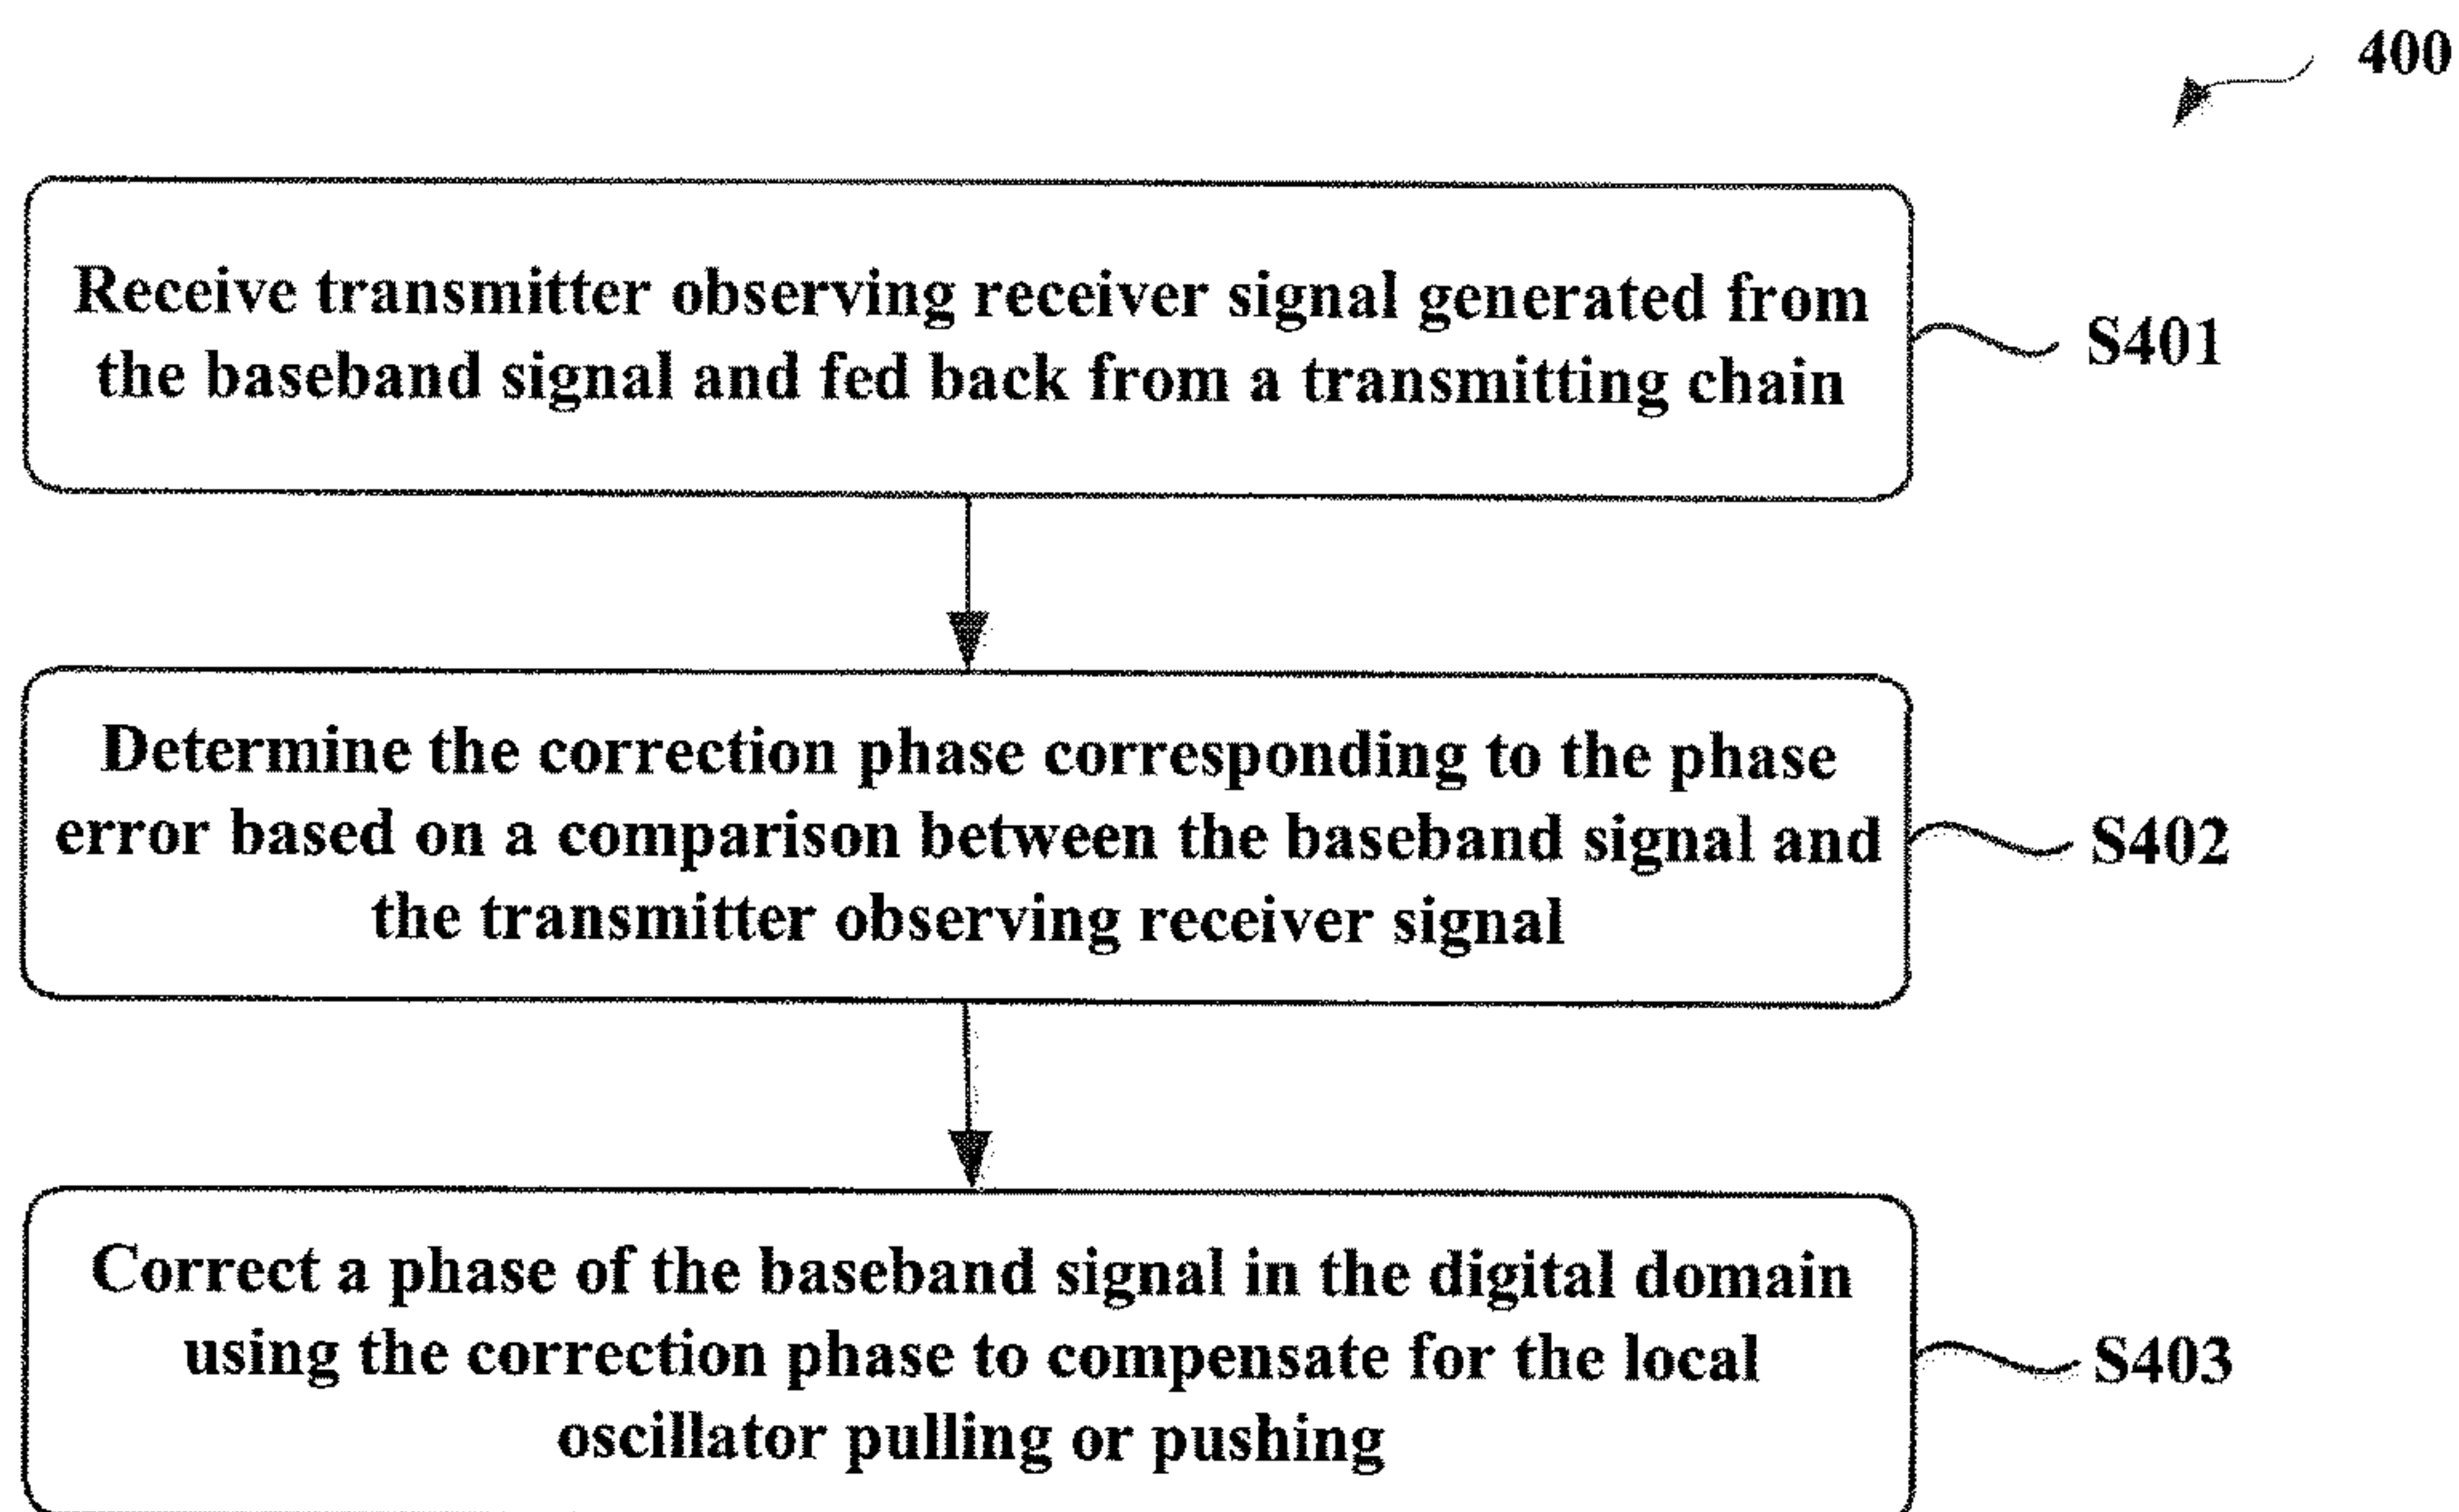 400
Receive transmitter observing receiver signal generated from
the baseband signal and fed back from a transmitting chain
S401
Determine the correction phase corresponding to the phase
error based on a comparison between the baseband signal and
the transmitter observing receiver signal
S402
Correct a phase of the baseband signal in the digital domain
using the correction phase to compensate for the local
oscillator pulling or pushing
S403